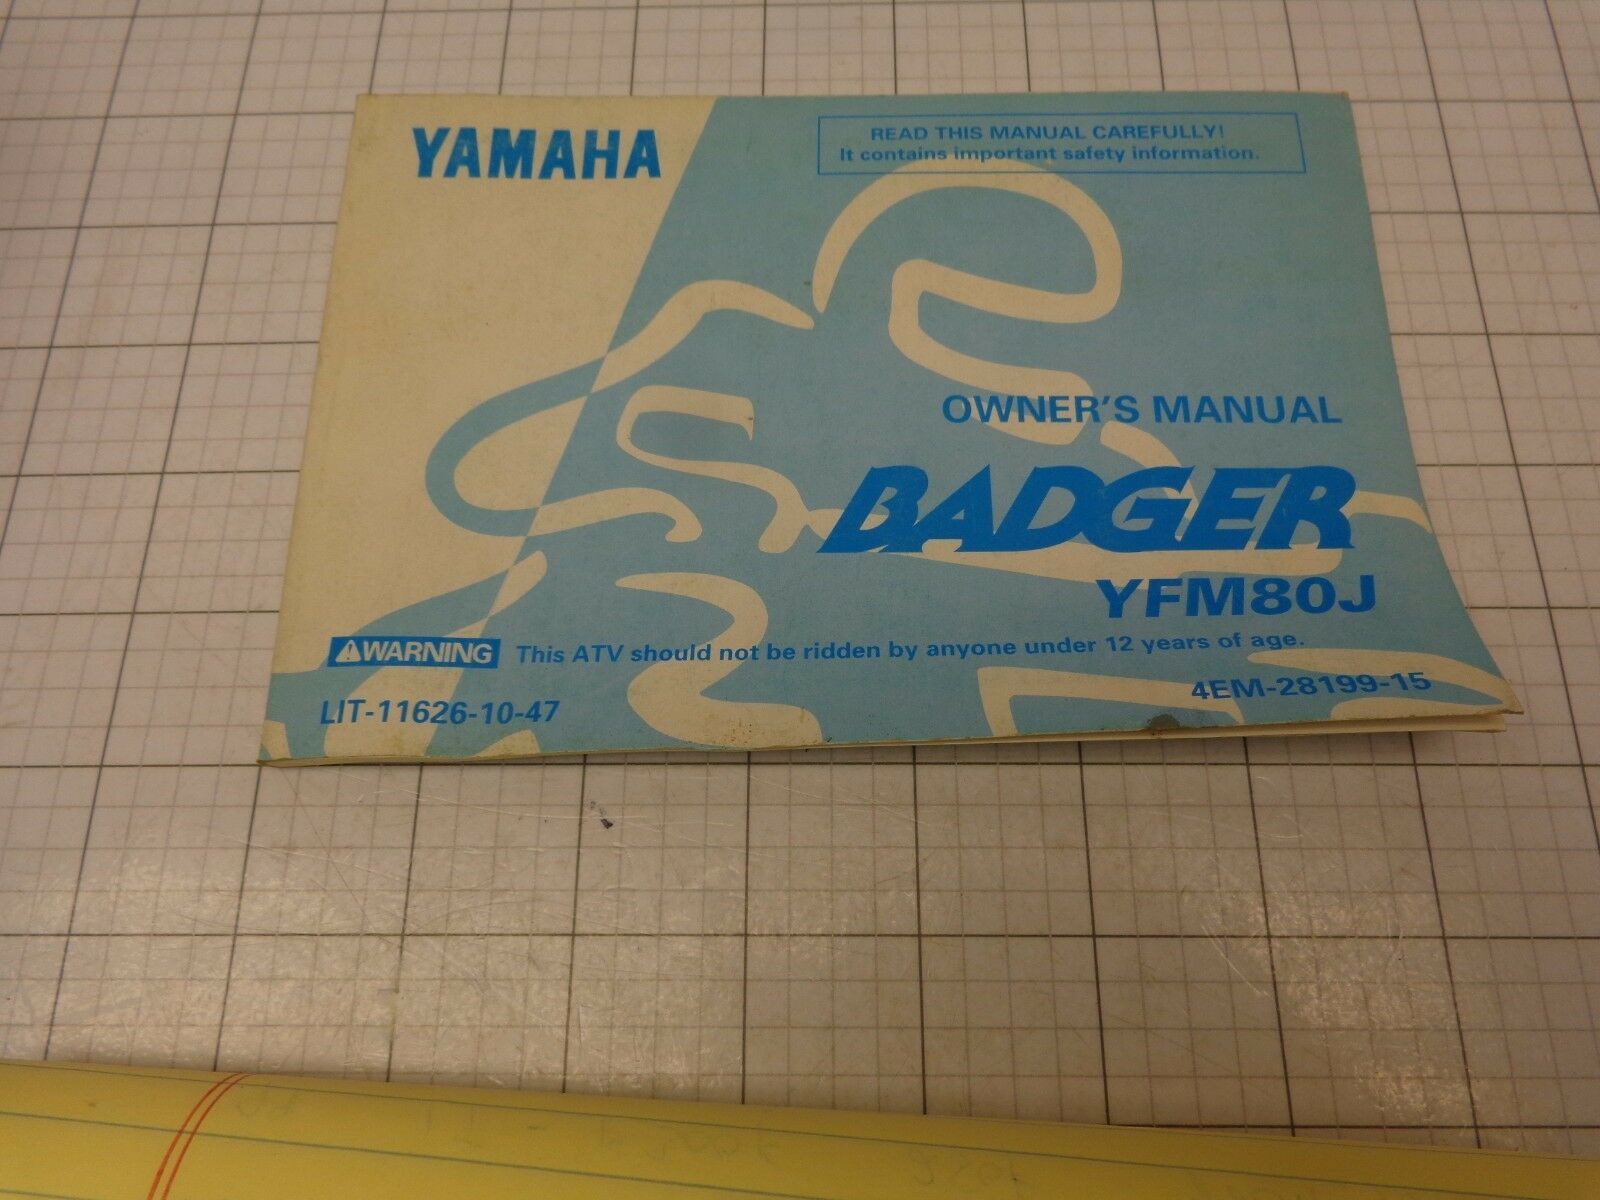 YAMAHA
READ THIS MANUAL CAREFULLY!
It contains important safety information.
OWNER'S MANUAL
BADGER
YFM80J
WARNING This ATV should not be ridden by anyone under 12 years of age.
LIT-11626-10-47
4EM-28199-15